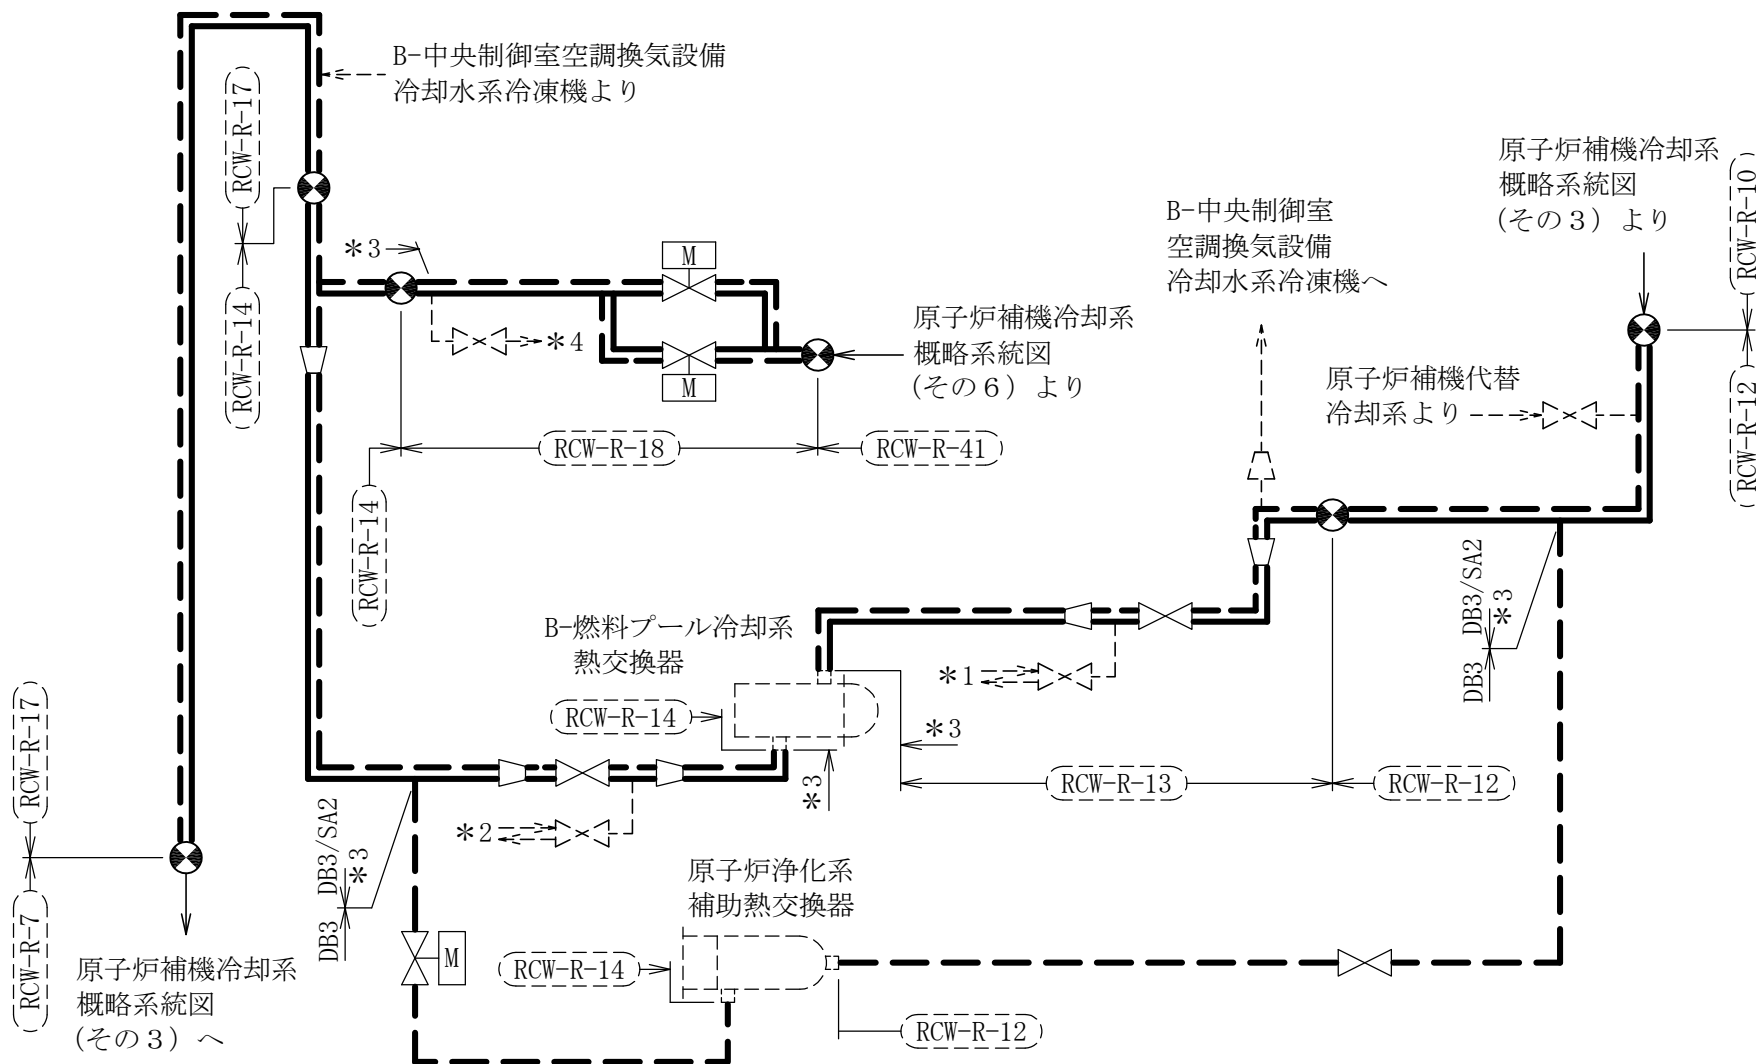 B-中央制御室空調換気設備
冷却水系冷凍機より
RCW-R-17
RCW-R-14
*3
M
*4
M
原子炉補機冷却系
概略系統図
(その6)より
RCW-R-18
RCW-R-41
RCW-R-14
B-中央制御室
空調換気設備
冷却水系冷凍機へ
原子炉補機冷却系
概略系統図
(その3)より
RCW-R-10
RCW-R-12
原子炉補機代替
冷却系より
DB3/SA2
*3
DB3
B-燃料プール冷却系
熱交換器
RCW-R-14
*1
*3
*3
RCW-R-13
RCW-R-12
*2
RCW-R-17
RCW-R-7
DB3/SA2
*3
DB3
原子炉補機冷却系
概略系統図
(その3)へ
M
原子炉浄化系
補助熱交換器
RCW-R-14
RCW-R-12